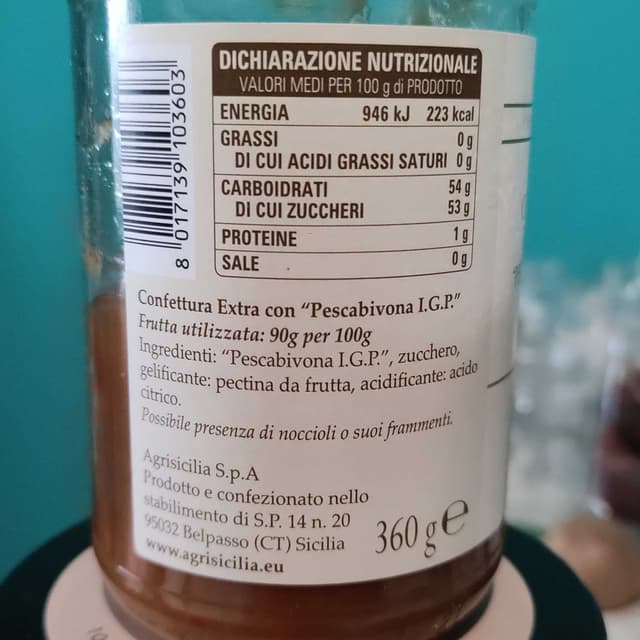 DICHIARAZIONE NUTRIZIONALE
VALORI MEDI PER 100 g di PRODOTTO
ENERGIA 946 kJ 223 kcal
GRASSI 0 g
DI CUI ACIDI GRASSI SATURI 0 g
CARBOIDRATI 54 g
DI CUI ZUCCHERI 53 g
PROTEINE 1 g
SALE 0 g
8 017139 103603
Confettura Extra con "Pescabivona I.G.P."
Frutta utilizzata: 90g per 100g
Ingredienti: "Pescabivona I.G.P.", zucchero,
gelificante: pectina da frutta, acidificante: acido
citrico.
Possibile presenza di noccioli o suoi frammenti.
Agrisicilia S.p.A
Prodotto e confezionato nello
stabilimento di S.P. 14 n. 20
95032 Belpasso (CT) Sicilia
www.agrisicilia.eu
360 g e